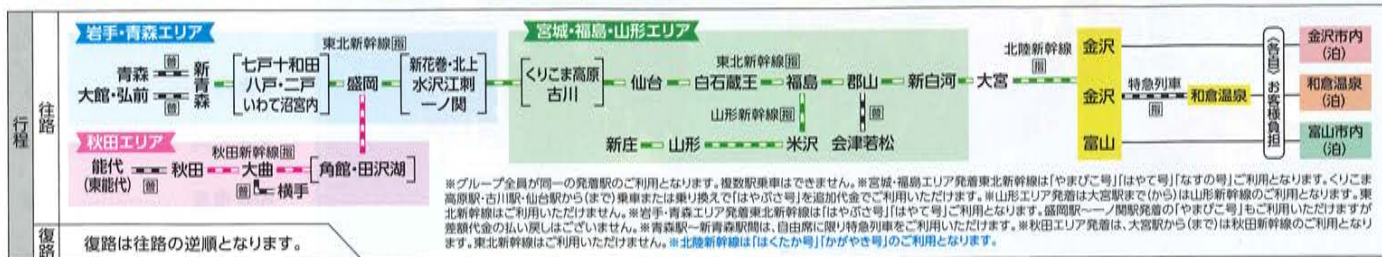 岩手・青森エリア
宮城・福島・山形エリア
行程
往路
東北新幹線指
青森
普
新青森
大館・弘前
普
七戸十和田
八戸・二戸
いわて沼宮内
盛岡
新花巻・北上
水沢江刺
一ノ関
くりこま高原
古川
仙台
白石蔵王
東北新幹線指
福島
郡山
新白河
大宮
北陸新幹線
指
山形新幹線指
普
新庄
山形
米沢
会津若松
金沢
金沢
特急列車
指
和倉温泉
富山
(各自)お客様負担
金沢市内
(泊)
和倉温泉
(泊)
富山市内
(泊)
秋田エリア
能代
(東能代)
普
秋田
秋田新幹線指
大曲
普
横手
角館・田沢湖
※グループ全員が同一の発着駅のご利用となります。複数駅乗車はできません。※宮城・福島エリア発着東北新幹線は「やまびこ号」「はやて号」「なすの号」ご利用となります。くりこま
高原駅・古川駅・仙台駅から(まで)乗車または乗り換えで「はやぶさ号」を追加代金でご利用いただけます。※山形エリア発着は大宮駅まで(から)は山形新幹線のご利用となります。東
北新幹線はご利用いただけません。※岩手・青森エリア発着東北新幹線は「はやぶさ号」「はやて号」ご利用となります。盛岡駅〜一ノ関駅発着の「やまびこ号」もご利用いただけますが
差額代金の払い戻しはございません。※青森駅〜新青森駅間は、自由席に限り特急列車をご利用いただけます。※秋田エリア発着は、大宮駅から(まで)は秋田新幹線のご利用となり
ます。東北新幹線はご利用いただけません。※北陸新幹線は「はくたか号」「かがやき号」のご利用となります。
復路
復路は往路の逆順となります。